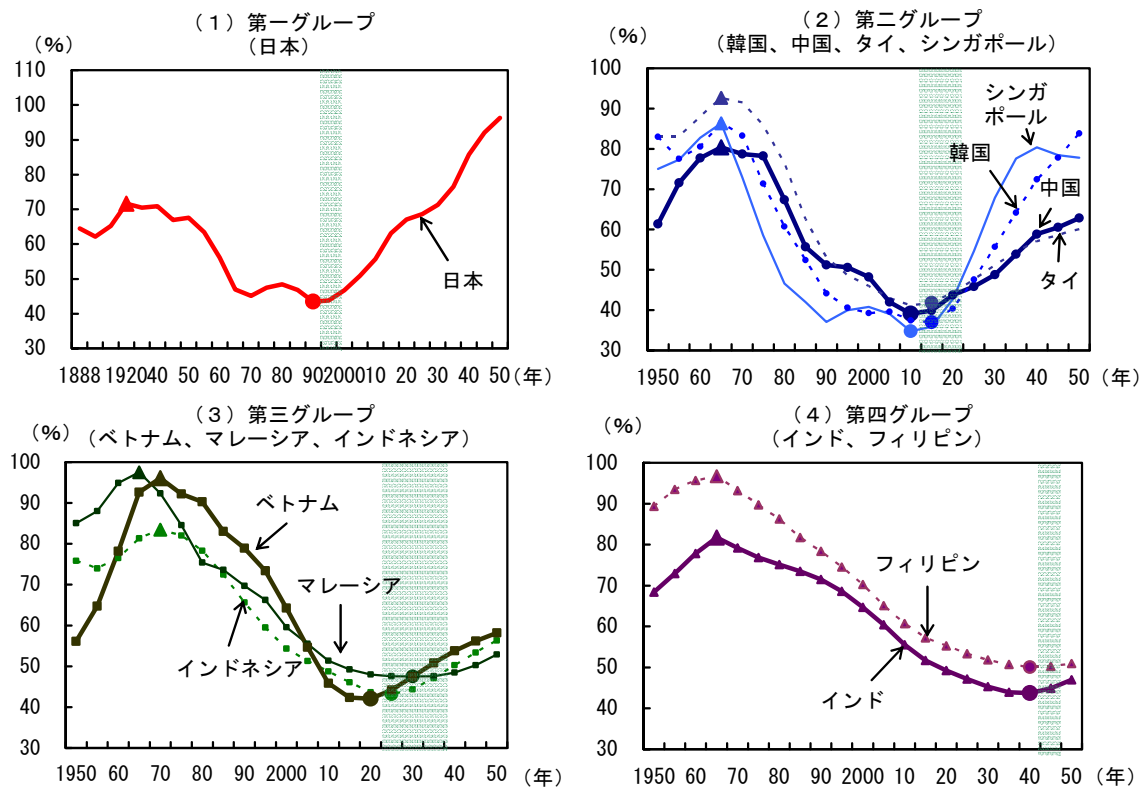 （１）第一グループ
（日本）
（%）
110
100
90
80
70
60
50
40
30
日本
1888 192040 50 60 70 80 902000 10 20 30 40 50（年）
（２）第二グループ
（韓国、中国、タイ、シンガポール）
（%）
100
90
80
70
60
50
40
30
シンガ
ポール
韓国
中国
タイ
1950 60 70 80 90 2000 10 20 30 40 50（年）
（３）第三グループ
（ベトナム、マレーシア、インドネシア）
（%）
100
90
80
70
60
50
40
30
ベトナム
マレーシア
インドネシア
1950 60 70 80 90 2000 10 20 30 40 50（年）
（４）第四グループ
（インド、フィリピン）
（%）
100
90
80
70
60
50
40
30
フィリピン
インド
1950 60 70 80 90 2000 10 20 30 40 50（年）